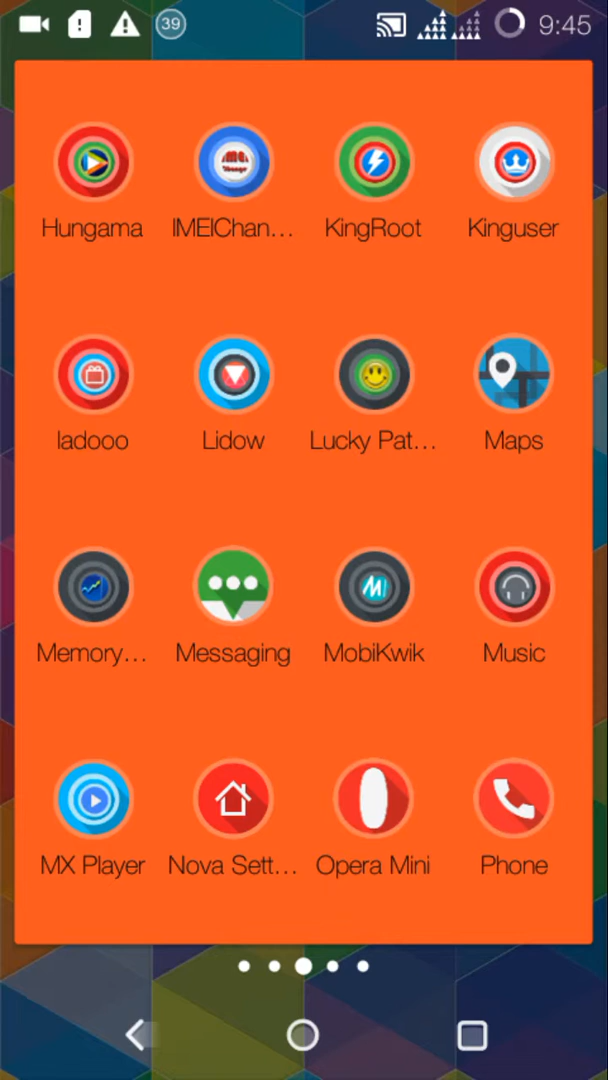 39 9:45
Hungama IMEIChan... KingRoot Kinguser
ladooo Lidow Lucky Pat... Maps
Memory... Messaging MobiKwik Music
MX Player Nova Sett... Opera Mini Phone